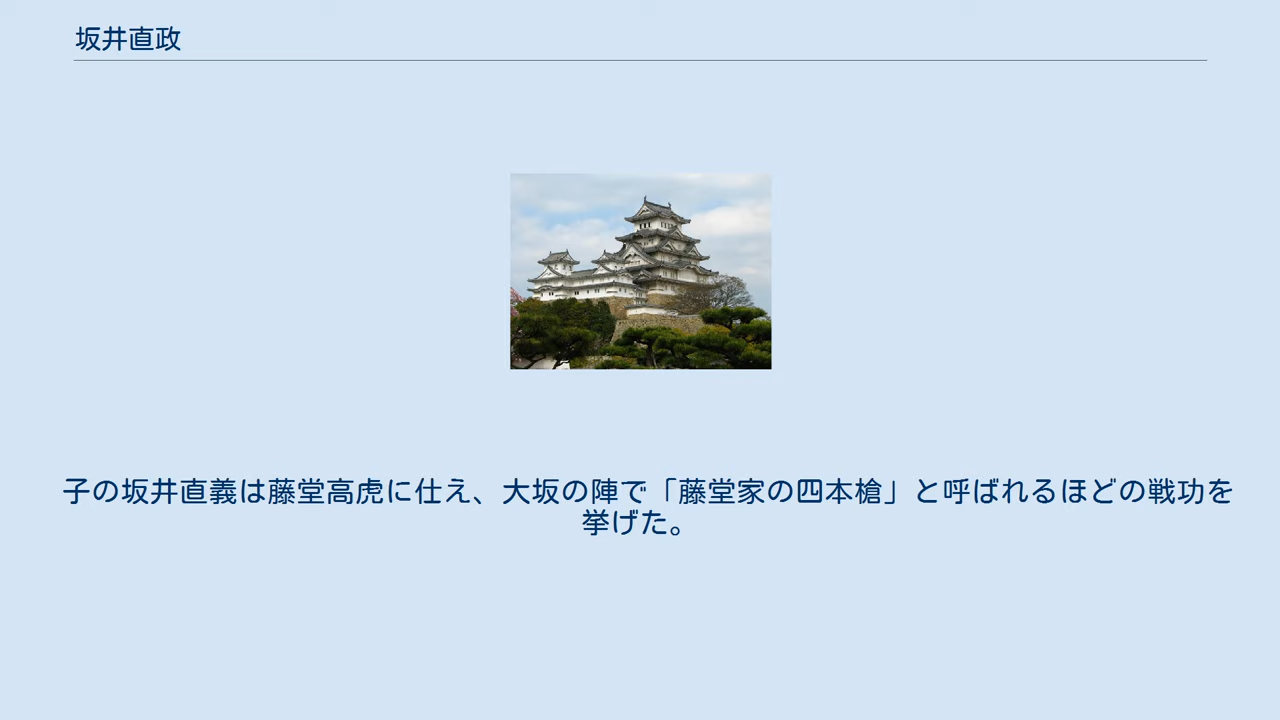 坂井直政
子の坂井直義は藤堂高虎に仕え、大坂の陣で「藤堂家の四本槍」と呼ばれるほどの戦功を
挙げた。